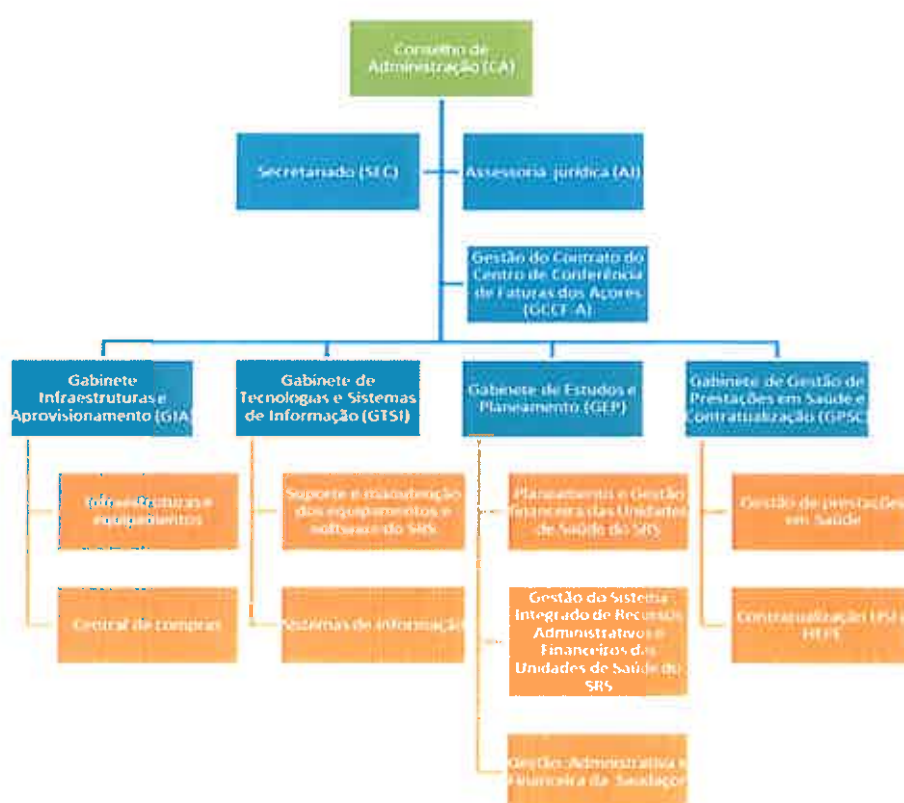 Conselho de
Administração (CA)
Secretariado (SEC)
Assessoria jurídica (AJ)
Gestão do Contrato do
Centro de Conferência
de Faturas dos Açores
(GCCF-A)
Gabinete
Infraestruturas e
Aprovisionamento (GIA)
Gabinete de
Tecnologias e Sistemas
de Informação (GTSI)
Gabinete de Estudos e
Planeamento (GEP)
Gabinete de Gestão de
Prestações em Saúde e
Contratualização (GPSC)
Infraestruturas e
equipamentos
Suporte e manutenção
dos equipamentos e
software do SRS
Planeamento e Gestão
Financeira das Unidades
de Saúde do SRS
Gestão de prestações
em Saúde
Central de compras
Sistemas de informação
Gestão do Sistema
Integrado de Recursos
Administrativos e
Financeiros das
Unidades de Saúde do
SRS
Contratualização USI e
Gestão Administrativa e
Financeira da Saudaçor